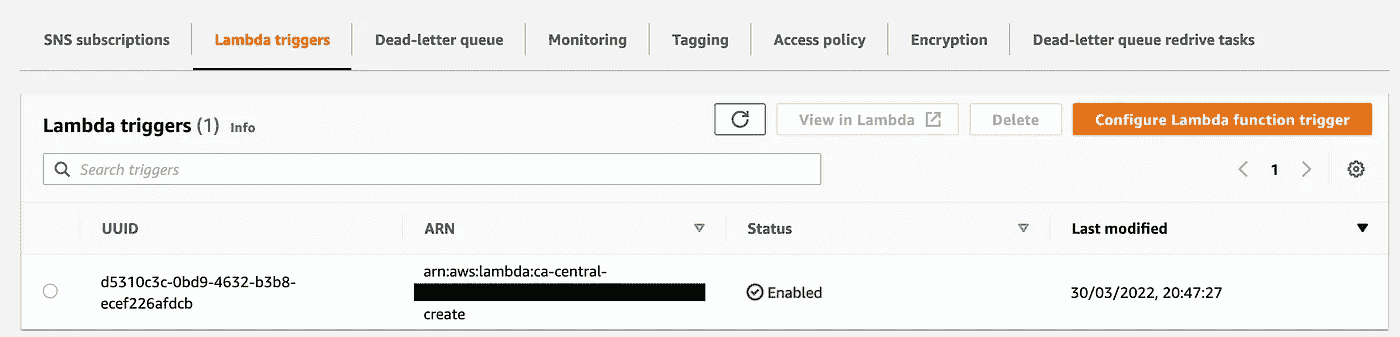 SNS subscriptions Lambda triggers Dead-letter queue Monitoring Tagging Access policy Encryption Dead-letter queue redrive tasks
Lambda triggers (1) Info View in Lambda Delete Configure Lambda function trigger
Search triggers 1
UUID ARN Status Last modified
d5310c3c-0bd9-4632-b3b8-
ecef226afdcb
arn:aws:lambda:ca-central-
create
Enabled
30/03/2022, 20:47:27